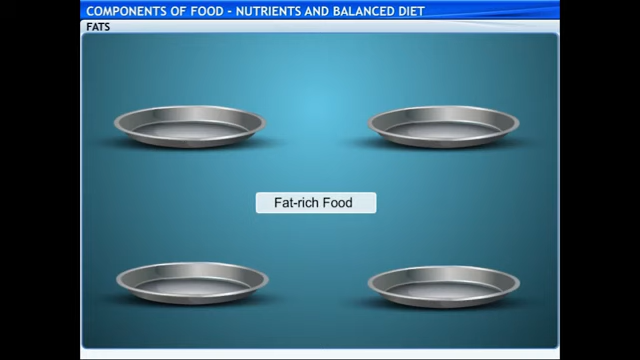 COMPONENTS OF FOOD - NUTRIENTS AND BALANCED DIET
FATS
Fat-rich Food